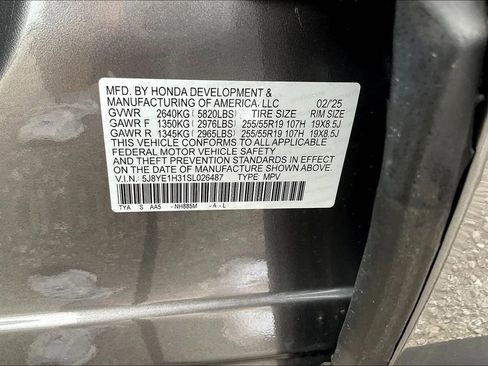 MFD. BY HONDA DEVELOPMENT &
MANUFACTURING OF AMERICA, LLC 02/'25
GVWR 2640KG ( 5820LBS) TIRE SIZE RIM SIZE
GAWR F 1350KG ( 2976LBS) 255/55R19 107H 19X8.5J
GAWR R 1345KG ( 2965LBS) 255/55R19 107H 19X8.5J
THIS VEHICLE CONFORMS TO ALL APPLICABLE
FEDERAL MOTOR VEHICLE SAFETY
AND THEFT PREVENTION STANDARDS IN EFFECT
ON THE DATE OF MANUFACTURE SHOWN ABOVE.
V.I.N: 5J8YE1H31SL026487 TYPE: MPV
TYA S AA5 -NH885M -A -L